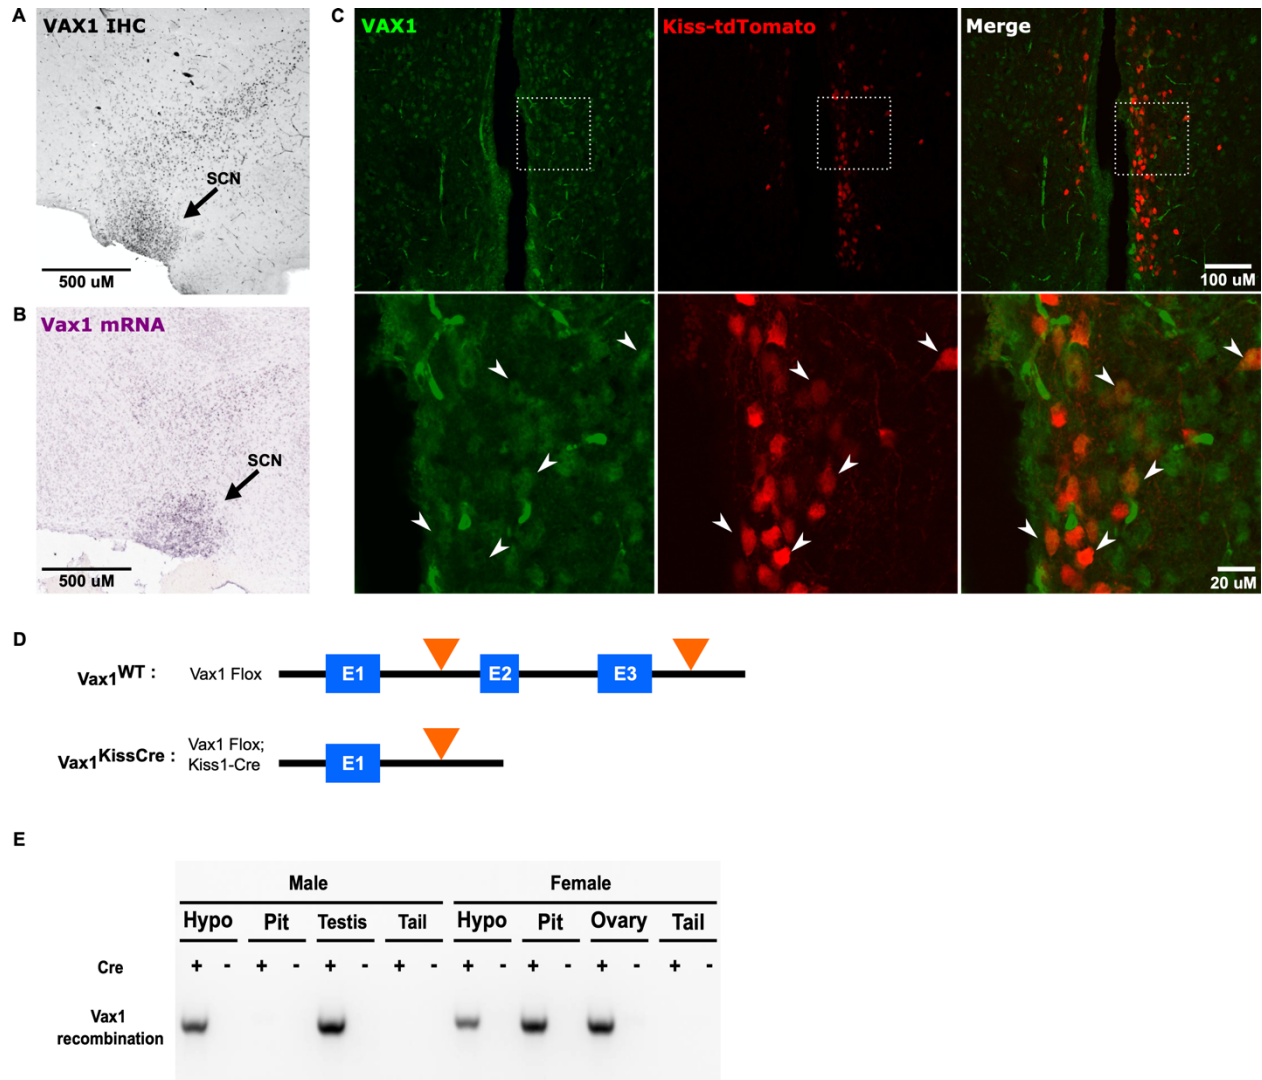 A
VAX1 IHC
SCN
500 uM
B
Vax1 mRNA
SCN
500 uM
C
VAX1
Kiss-tdTomato
Merge
100 uM
20 uM
D
Vax1WT : Vax1 Flox E1 E2 E3
Vax1KissCre : Vax1 Flox;
Kiss1-Cre
E1
E
Male Female
Hypo Pit Testis Tail Hypo Pit Ovary Tail
Cre + - + - + - + - + - + - + - + -
Vax1
recombination